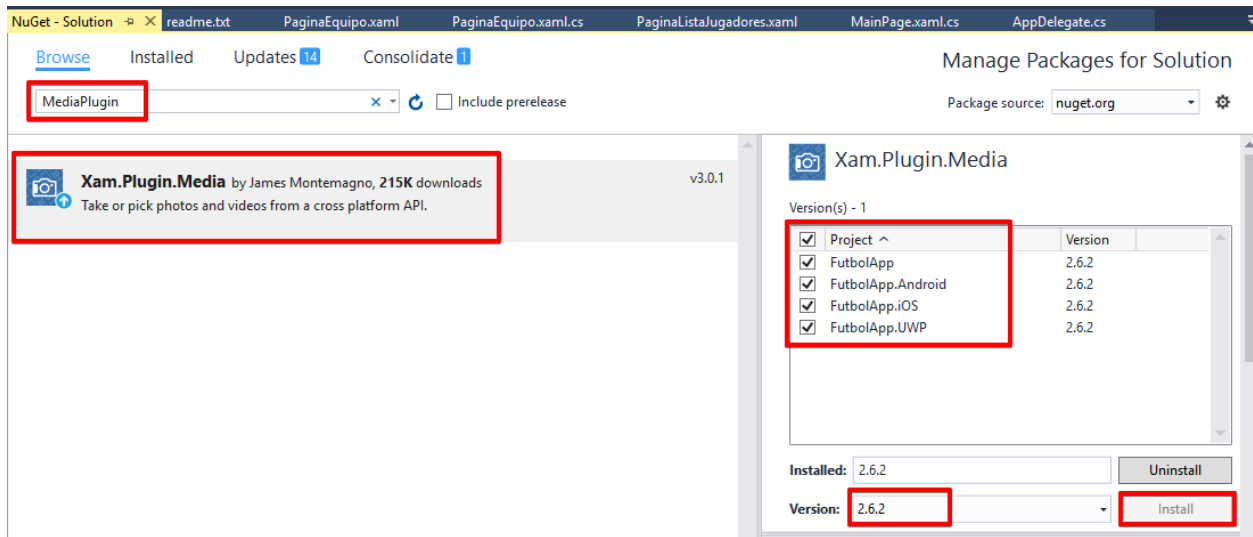 NuGet - Solution readme.txt PaginaEquipo.xaml PaginaEquipo.xaml.cs PaginaListaJugadores.xaml MainPage.xaml.cs AppDelegate.cs
Browse Installed Updates 14 Consolidate 1
Manage Packages for Solution
MediaPlugin Include prerelease
Package source: nuget.org
Xam.Plugin.Media by James Montemagno, 215K downloads v3.0.1
Take or pick photos and videos from a cross platform API.
Xam.Plugin.Media
Version(s) - 1
Project Version
FutbolApp 2.6.2
FutbolApp.Android 2.6.2
FutbolApp.iOS 2.6.2
FutbolApp.UWP 2.6.2
Installed: 2.6.2 Uninstall
Version: 2.6.2 Install